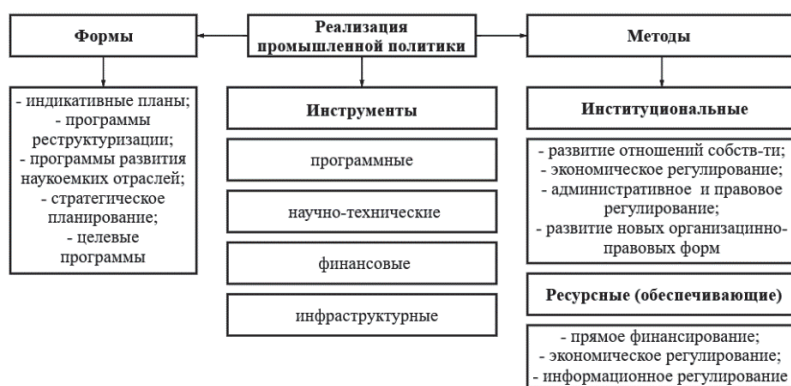 Формы
Реализация
промышленной политики
Методы
- индикативные планы;
- программы
реструктуризации;
- программы развития
наукоемких отраслей;
- стратегическое
планирование;
- целевые
программы
Инструменты
программные
научно-технические
финансовые
инфраструктурные
Институциональные
- развитие отношений собств-ти;
- экономическое регулирование;
- административное и правовое
регулирование;
- развитие новых организацинно-
правовых форм
Ресурсные (обеспечивающие)
- прямое финансирование;
- экономическое регулирование;
- информационное регулирование